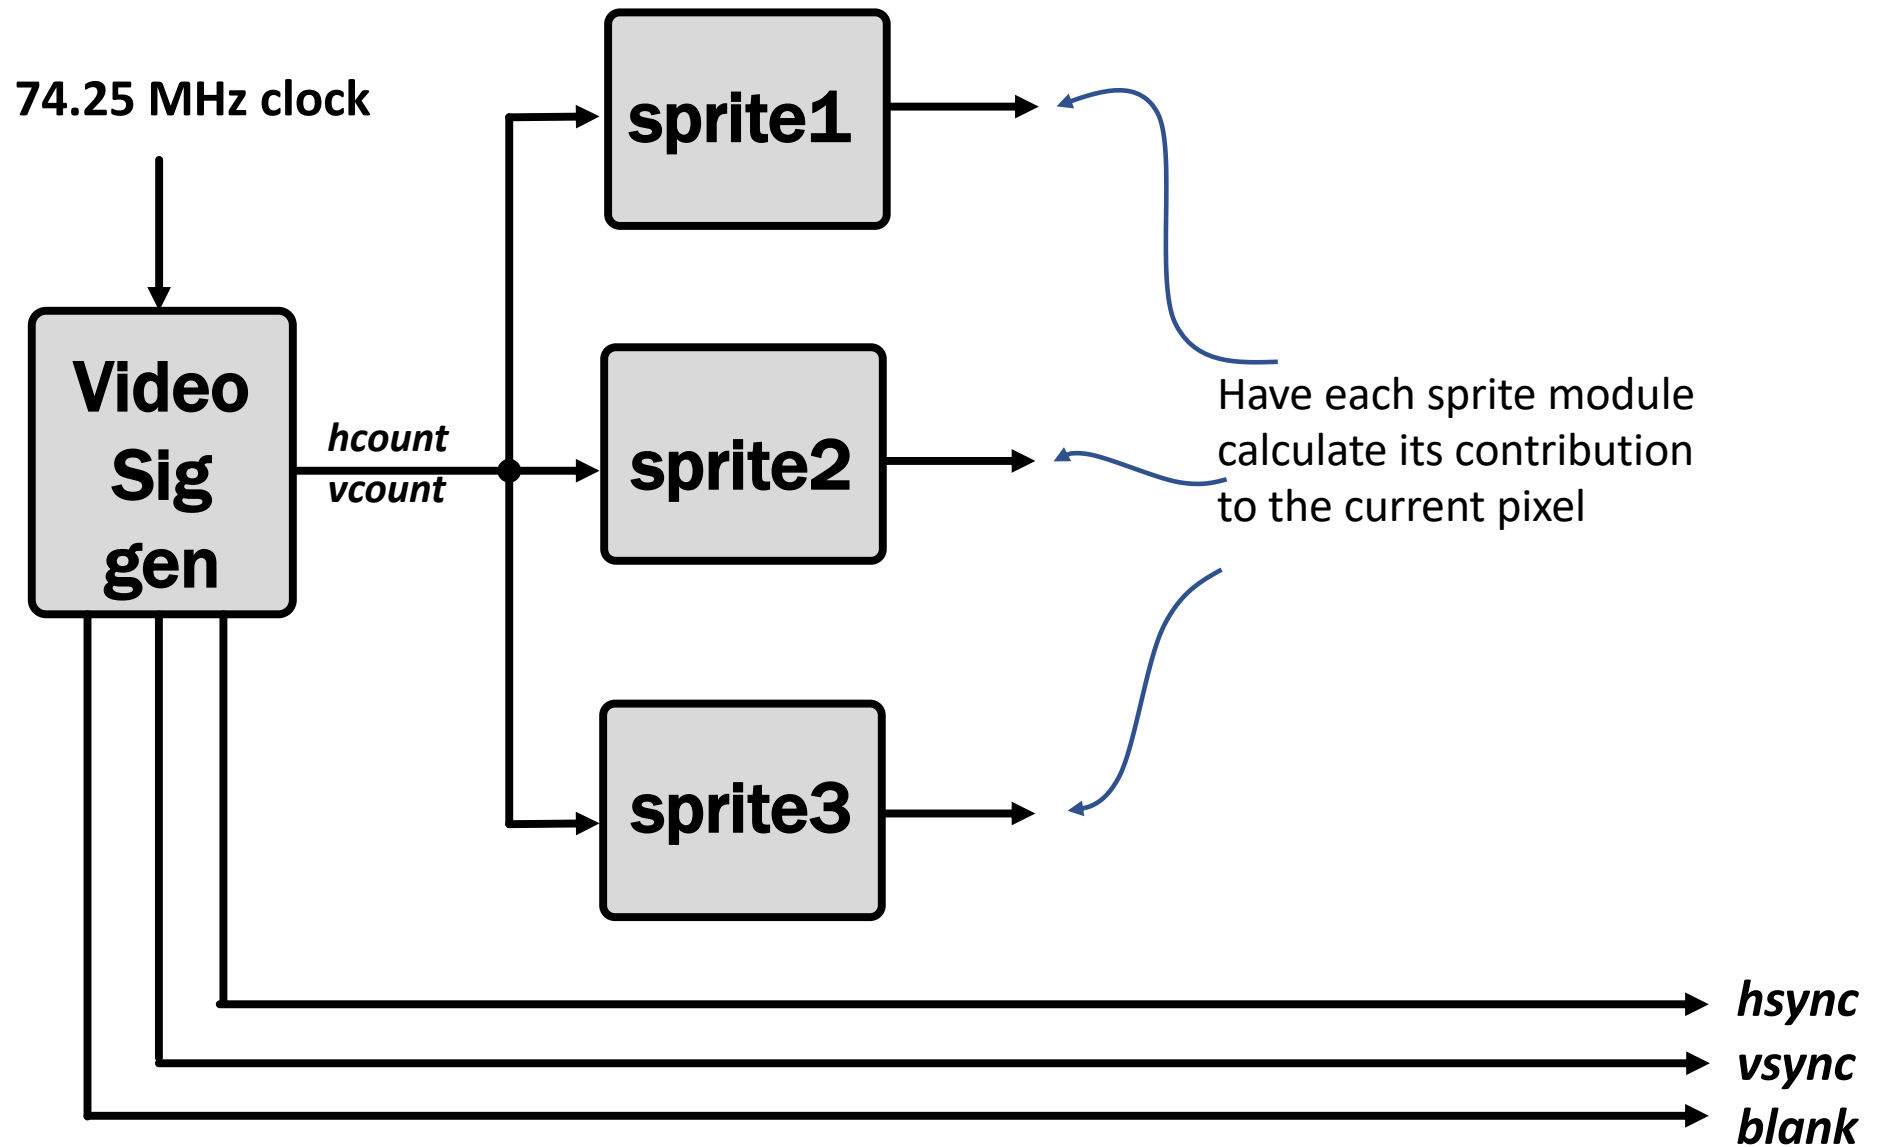 74.25 MHz clock
sprite1
Video
Sig
gen
hcount
vcount
sprite2
Have each sprite module
calculate its contribution
to the current pixel
sprite3
hsync
vsync
blank